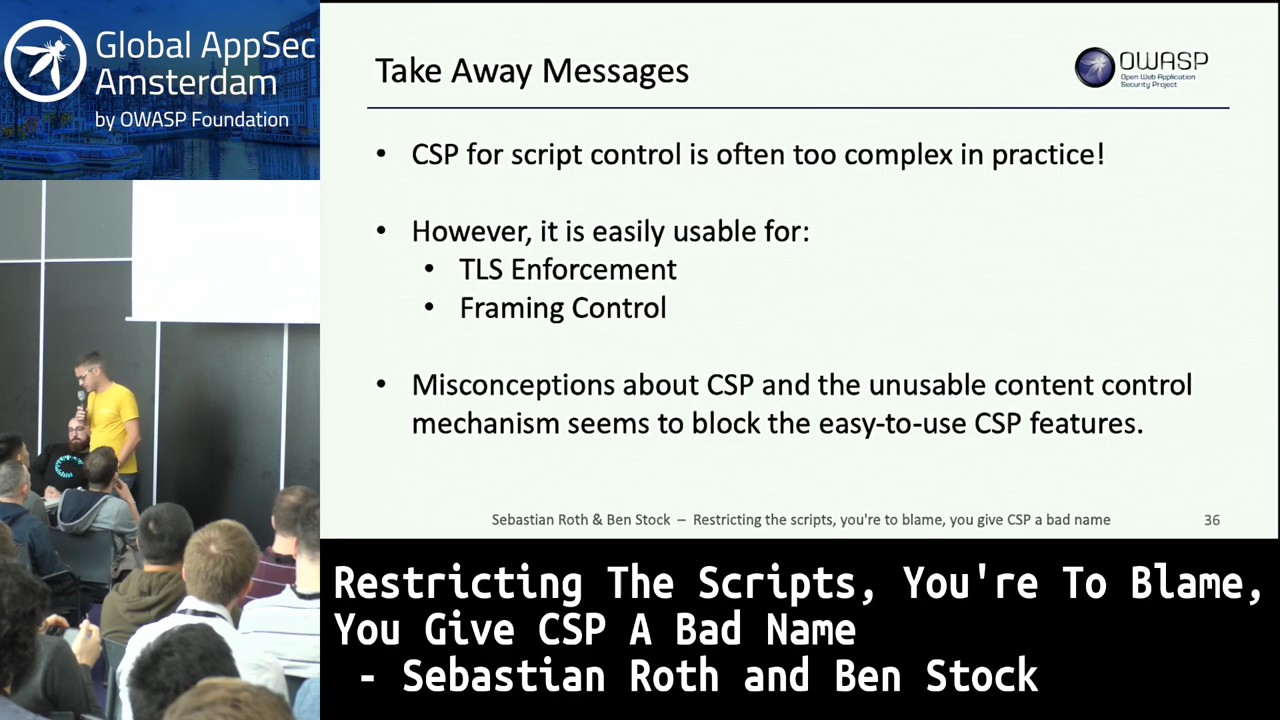 Global AppSec
Amsterdam
by OWASP Foundation
Take Away Messages
OWASP
Open Web Application
Security Project
• CSP for script control is often too complex in practice!
• However, it is easily usable for:
• TLS Enforcement
• Framing Control
• Misconceptions about CSP and the unusable content control
mechanism seems to block the easy-to-use CSP features.
Sebastian Roth & Ben Stock – Restricting the scripts, you're to blame, you give CSP a bad name
36
Restricting The Scripts, You're To Blame,
You Give CSP A Bad Name
- Sebastian Roth and Ben Stock